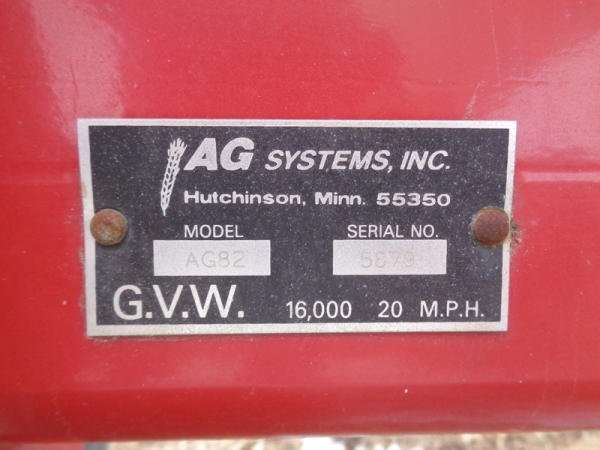 AG SYSTEMS, INC.
Hutchinson, Minn. 55350
MODEL SERIAL NO.
AG82 5879
G.V.W. 16,000 20 M.P.H.